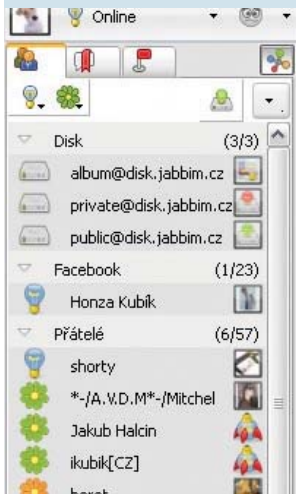 Online
Disk (3/3)
album@disk.jabbim.cz
private@disk.jabbim.cz
public@disk.jabbim.cz
Facebook (1/23)
Honza Kubík
Přátelé (6/57)
shorty
*-/A.V.D.M*-/Mitchel
Jakub Halcin
ikubik[CZ]